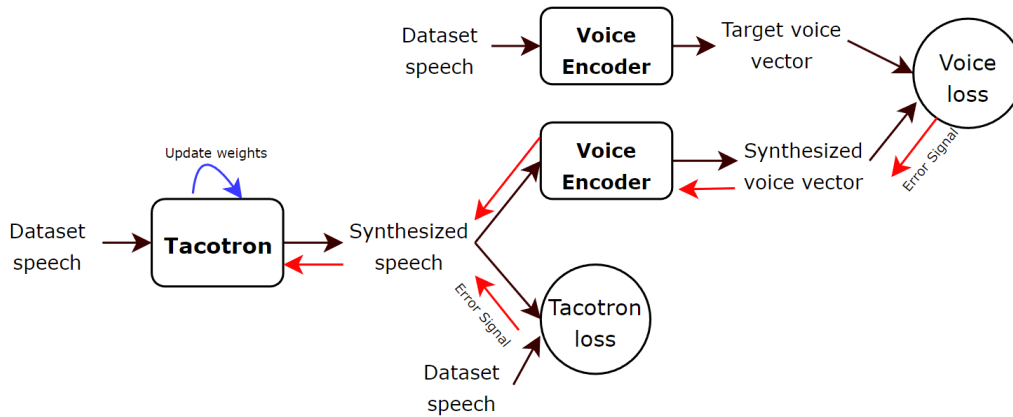 Dataset
speech
Voice
Encoder
Target voice
vector
Voice
loss
Update weights
Voice
Encoder
Synthesized
voice vector
Error Signal
Dataset
speech
Tacotron
Synthesized
speech
Error Signal
Tacotron
loss
Dataset
speech